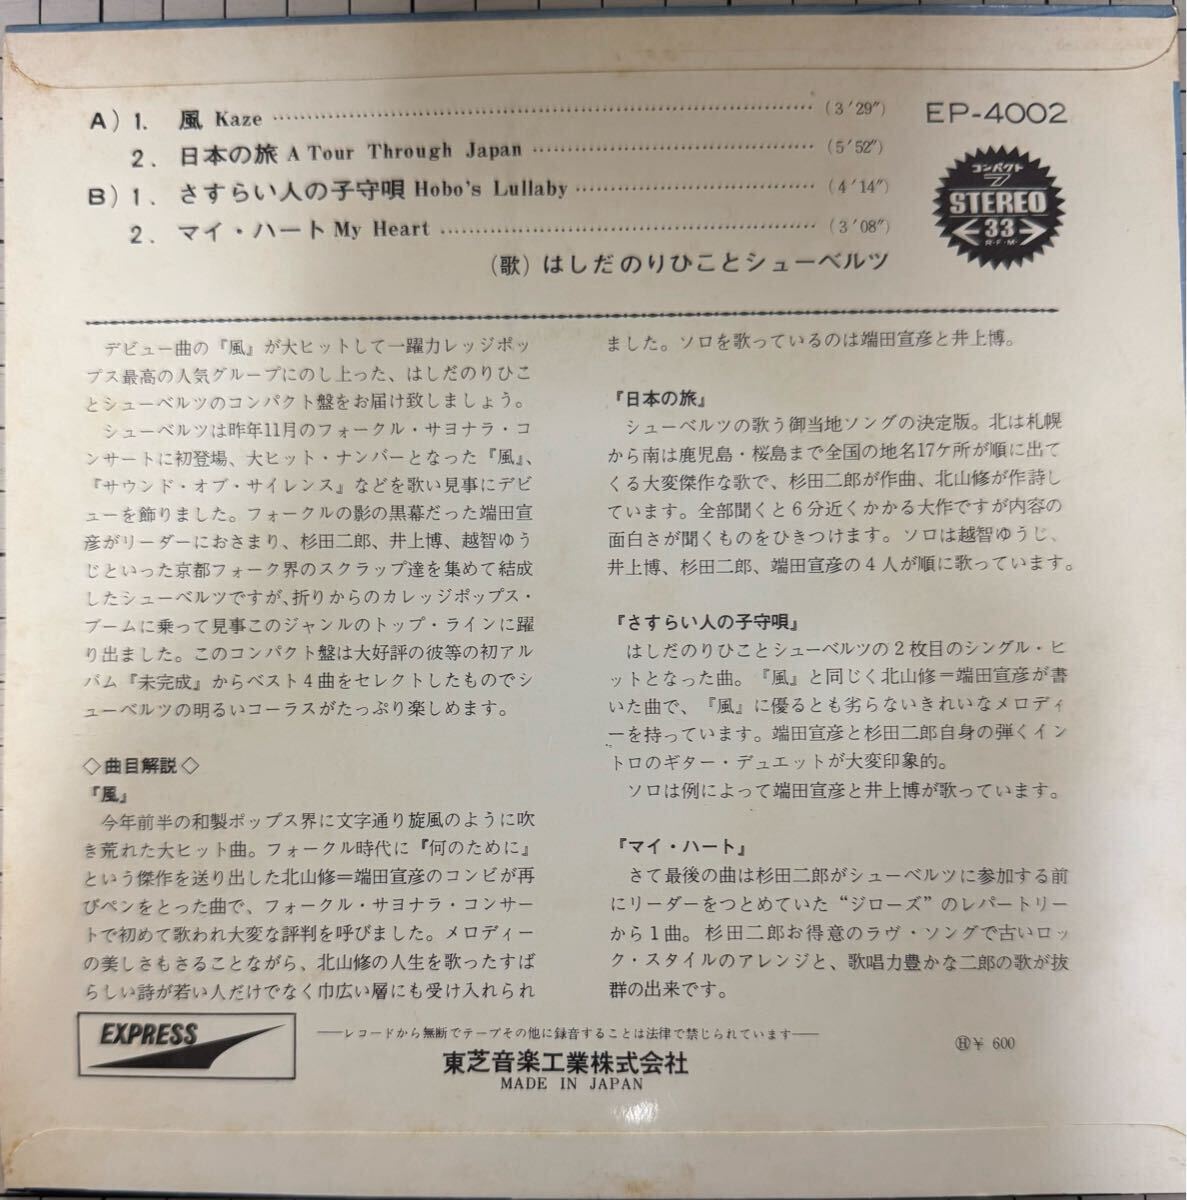 A) 1. 風 Kaze ……………………………………………… (3′29″)
2. 日本の旅 A Tour Through Japan ……………………… (5′52″)
B) 1. さすらい人の子守唄 Hobo's Lullaby ………………… (4′14″)
2. マイ・ハート My Heart ……………………………… (3′08″)
(歌) はしだのりひことシューベルツ
EP-4002
コンパクト
7
STEREO
33
R・P・M・
デビュー曲の『風』が大ヒットして一躍カレッジポッ
プス最高の人気グループにのし上った、はしだのりひこ
とシューベルツのコンパクト盤をお届け致しましょう。
シューベルツは昨年11月のフォークル・サヨナラ・コ
ンサートに初登場、大ヒット・ナンバーとなった『風』、
『サウンド・オブ・サイレンス』などを歌い見事にデビ
ューを飾りました。フォークルの影の黒幕だった端田宣
彦がリーダーにおさまり、杉田二郎、井上博、越智ゆう
じといった京都フォーク界のスクラップ達を集めて結成
したシューベルツですが、折りからのカレッジポップス・
ブームに乗って見事このジャンルのトップ・ラインに躍
り出ました。このコンパクト盤は大好評の彼等の初アル
バム『未完成』からベスト4曲をセレクトしたものでシ
ューベルツの明るいコーラスがたっぷり楽しめます。
◇曲目解説◇
『風』
今年前半の和製ポップス界に文字通り旋風のように吹
き荒れた大ヒット曲。フォークル時代に『何のために』
という傑作を送り出した北山修＝端田宣彦のコンビが再
びペンをとった曲で、フォークル・サヨナラ・コンサー
トで初めて歌われ大変な評判を呼びました。メロディー
の美しさもさることながら、北山修の人生を歌ったすば
らしい詩が若い人だけでなく巾広い層にも受け入れられ
ました。ソロを歌っているのは端田宣彦と井上博。
『日本の旅』
シューベルツの歌う御当地ソングの決定版。北は札幌
から南は鹿児島・桜島まで全国の地名17ケ所が順に出て
くる大変傑作な歌で、杉田二郎が作曲、北山修が作詩し
ています。全部聞くと6分近くかかる大作ですが内容の
面白さが聞くものをひきつけます。ソロは越智ゆうじ、
井上博、杉田二郎、端田宣彦の4人が順に歌っています。
『さすらい人の子守唄』
はしだのりひことシューベルツの2枚目のシングル・ヒ
ットとなった曲。『風』と同じく北山修＝端田宣彦が書
いた曲で、『風』に優るとも劣らないきれいなメロディ
ーを持っています。端田宣彦と杉田二郎自身の弾くイン
トロのギター・デュエットが大変印象的。
ソロは例によって端田宣彦と井上博が歌っています。
『マイ・ハート』
さて最後の曲は杉田二郎がシューベルツに参加する前
にリーダーをつとめていた“ジローズ”のレパートリー
から1曲。杉田二郎お得意のラヴ・ソングで古いロッ
ク・スタイルのアレンジと、歌唱力豊かな二郎の歌が抜
群の出来です。
EXPRESS
――レコードから無断でテープその他に録音することは法律で禁じられています――
東芝音楽工業株式会社
MADE IN JAPAN
Ⓗ￥ 600